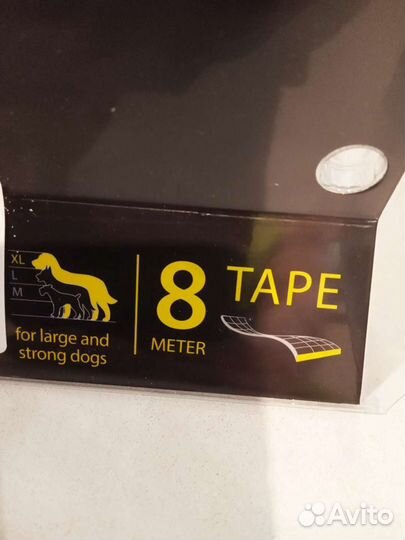 XL
L
M
for large and
strong dogs
8
METER
TAPE
Avito